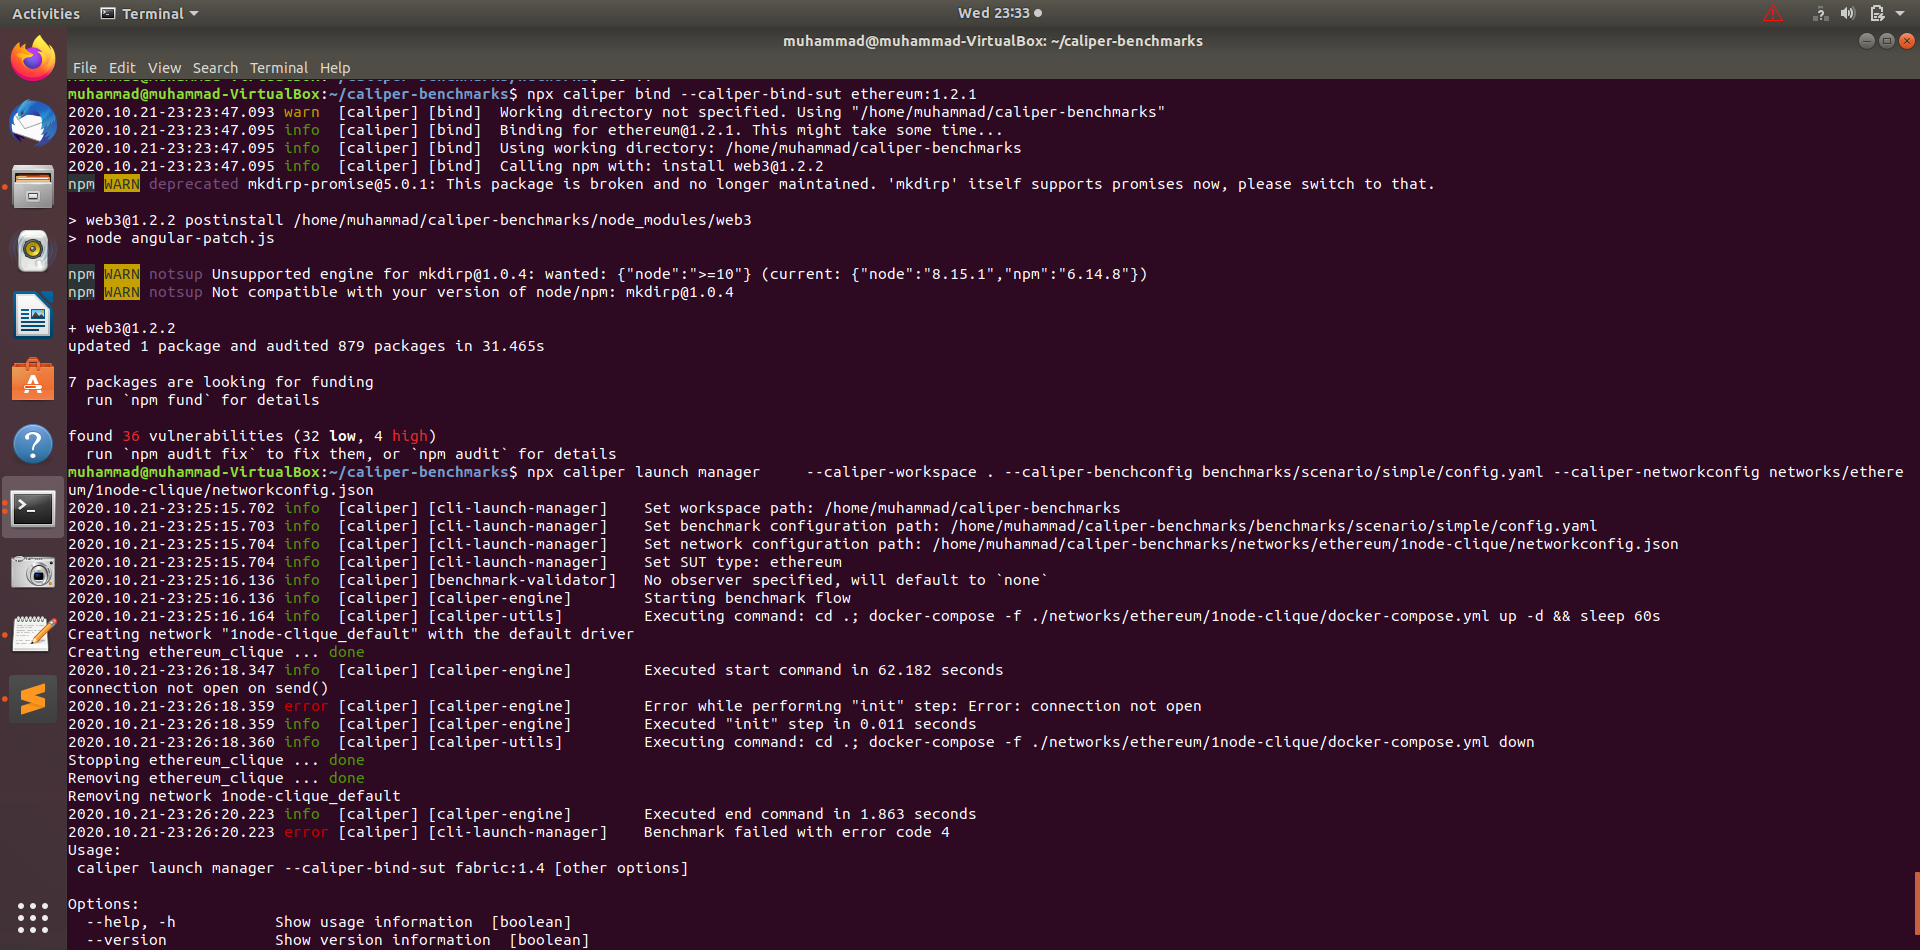 Activities
Terminal
Wed 23:33
muhammad@muhammad-VirtualBox: ~/caliper-benchmarks
File Edit View Search Terminal Help
muhammad@muhammad-VirtualBox:~/caliper-benchmarks$ npx caliper bind --caliper-bind-sut ethereum:1.2.1
2020.10.21-23:23:47.093 warn [caliper] [bind] Working directory not specified. Using "/home/muhammad/caliper-benchmarks"
2020.10.21-23:23:47.095 info [caliper] [bind] Binding for ethereum@1.2.1. This might take some time...
2020.10.21-23:23:47.095 info [caliper] [bind] Using working directory: /home/muhammad/caliper-benchmarks
2020.10.21-23:23:47.095 info [caliper] [bind] Calling npm with: install web3@1.2.2
npm WARN deprecated mkdirp-promise@5.0.1: This package is broken and no longer maintained. 'mkdirp' itself supports promises now, please switch to that.
> web3@1.2.2 postinstall /home/muhammad/caliper-benchmarks/node_modules/web3
> node angular-patch.js
npm WARN notsup Unsupported engine for mkdirp@1.0.4: wanted: {"node":">=10"} (current: {"node":"8.15.1","npm":"6.14.8"})
npm WARN notsup Not compatible with your version of node/npm: mkdirp@1.0.4
+ web3@1.2.2
updated 1 package and audited 879 packages in 31.465s
7 packages are looking for funding
run `npm fund` for details
found 36 vulnerabilities (32 low, 4 high)
run `npm audit fix` to fix them, or `npm audit` for details
muhammad@muhammad-VirtualBox:~/caliper-benchmarks$ npx caliper launch manager --caliper-workspace . --caliper-benchconfig benchmarks/scenario/simple/config.yaml --caliper-networkconfig networks/ethere
um/1node-clique/networkconfig.json
2020.10.21-23:25:15.702 info [caliper] [cli-launch-manager] Set workspace path: /home/muhammad/caliper-benchmarks
2020.10.21-23:25:15.703 info [caliper] [cli-launch-manager] Set benchmark configuration path: /home/muhammad/caliper-benchmarks/benchmarks/scenario/simple/config.yaml
2020.10.21-23:25:15.704 info [caliper] [cli-launch-manager] Set network configuration path: /home/muhammad/caliper-benchmarks/networks/ethereum/1node-clique/networkconfig.json
2020.10.21-23:25:15.704 info [caliper] [cli-launch-manager] Set SUT type: ethereum
2020.10.21-23:25:16.136 info [caliper] [benchmark-validator] No observer specified, will default to `none`
2020.10.21-23:25:16.136 info [caliper] [caliper-engine] Starting benchmark flow
2020.10.21-23:25:16.164 info [caliper] [caliper-utils] Executing command: cd .; docker-compose -f ./networks/ethereum/1node-clique/docker-compose.yml up -d && sleep 60s
Creating network "1node-clique_default" with the default driver
Creating ethereum_clique ... done
2020.10.21-23:26:18.347 info [caliper] [caliper-engine] Executed start command in 62.182 seconds
connection not open on send()
2020.10.21-23:26:18.359 error [caliper] [caliper-engine] Error while performing "init" step: Error: connection not open
2020.10.21-23:26:18.359 info [caliper] [caliper-engine] Executed "init" step in 0.011 seconds
2020.10.21-23:26:18.360 info [caliper] [caliper-utils] Executing command: cd .; docker-compose -f ./networks/ethereum/1node-clique/docker-compose.yml down
Stopping ethereum_clique ... done
Removing ethereum_clique ... done
Removing network 1node-clique_default
2020.10.21-23:26:20.223 info [caliper] [caliper-engine] Executed end command in 1.863 seconds
2020.10.21-23:26:20.223 error [caliper] [cli-launch-manager] Benchmark failed with error code 4
Usage:
caliper launch manager --caliper-bind-sut fabric:1.4 [other options]
Options:
--help, -h Show usage information [boolean]
--version Show version information [boolean]